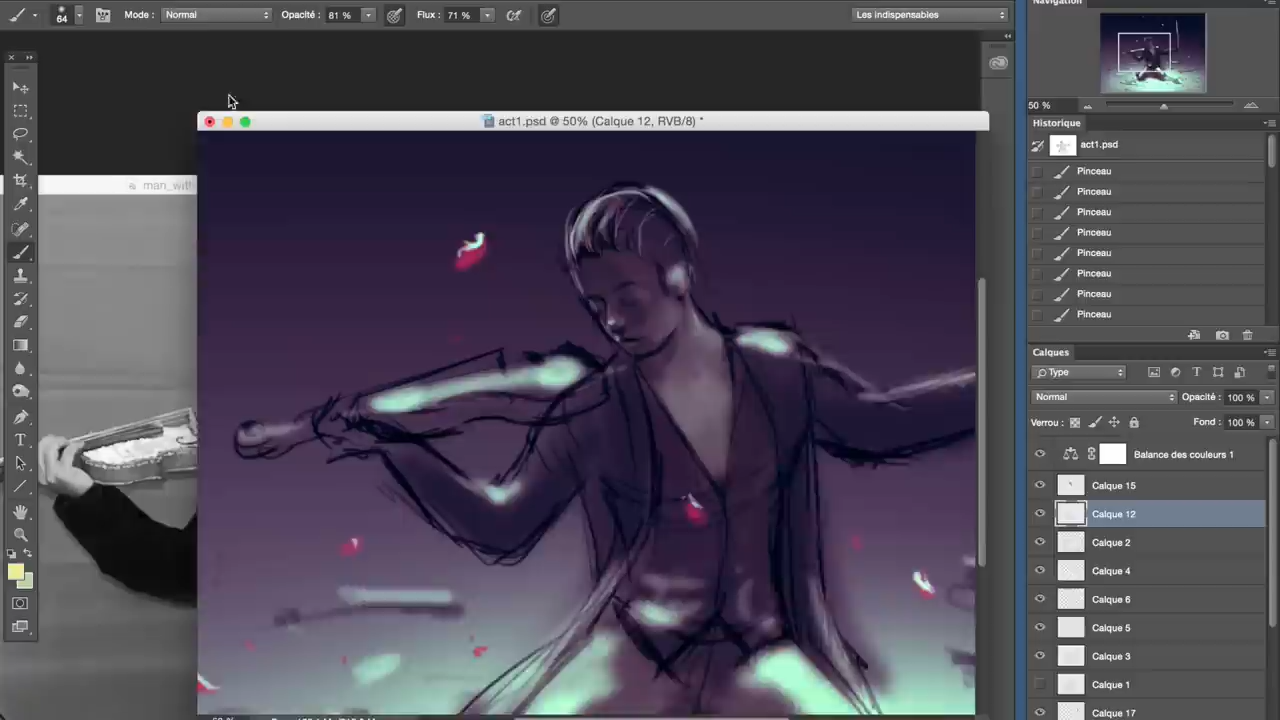 Navigation
64
Mode : Normal
Opacité : 81 %
Flux : 71 %
Les indispensables
50 %
Historique
act1.psd
Pinceau
Pinceau
Pinceau
Pinceau
Pinceau
Pinceau
Pinceau
Pinceau
act1.psd @ 50% (Calque 12, RVB/8) *
man_with
Calques
Type
Normal
Opacité : 100 %
Verrou :
Fond : 100 %
Balance des couleurs 1
Calque 15
Calque 12
Calque 2
Calque 4
Calque 6
Calque 5
Calque 3
Calque 1
Calque 17